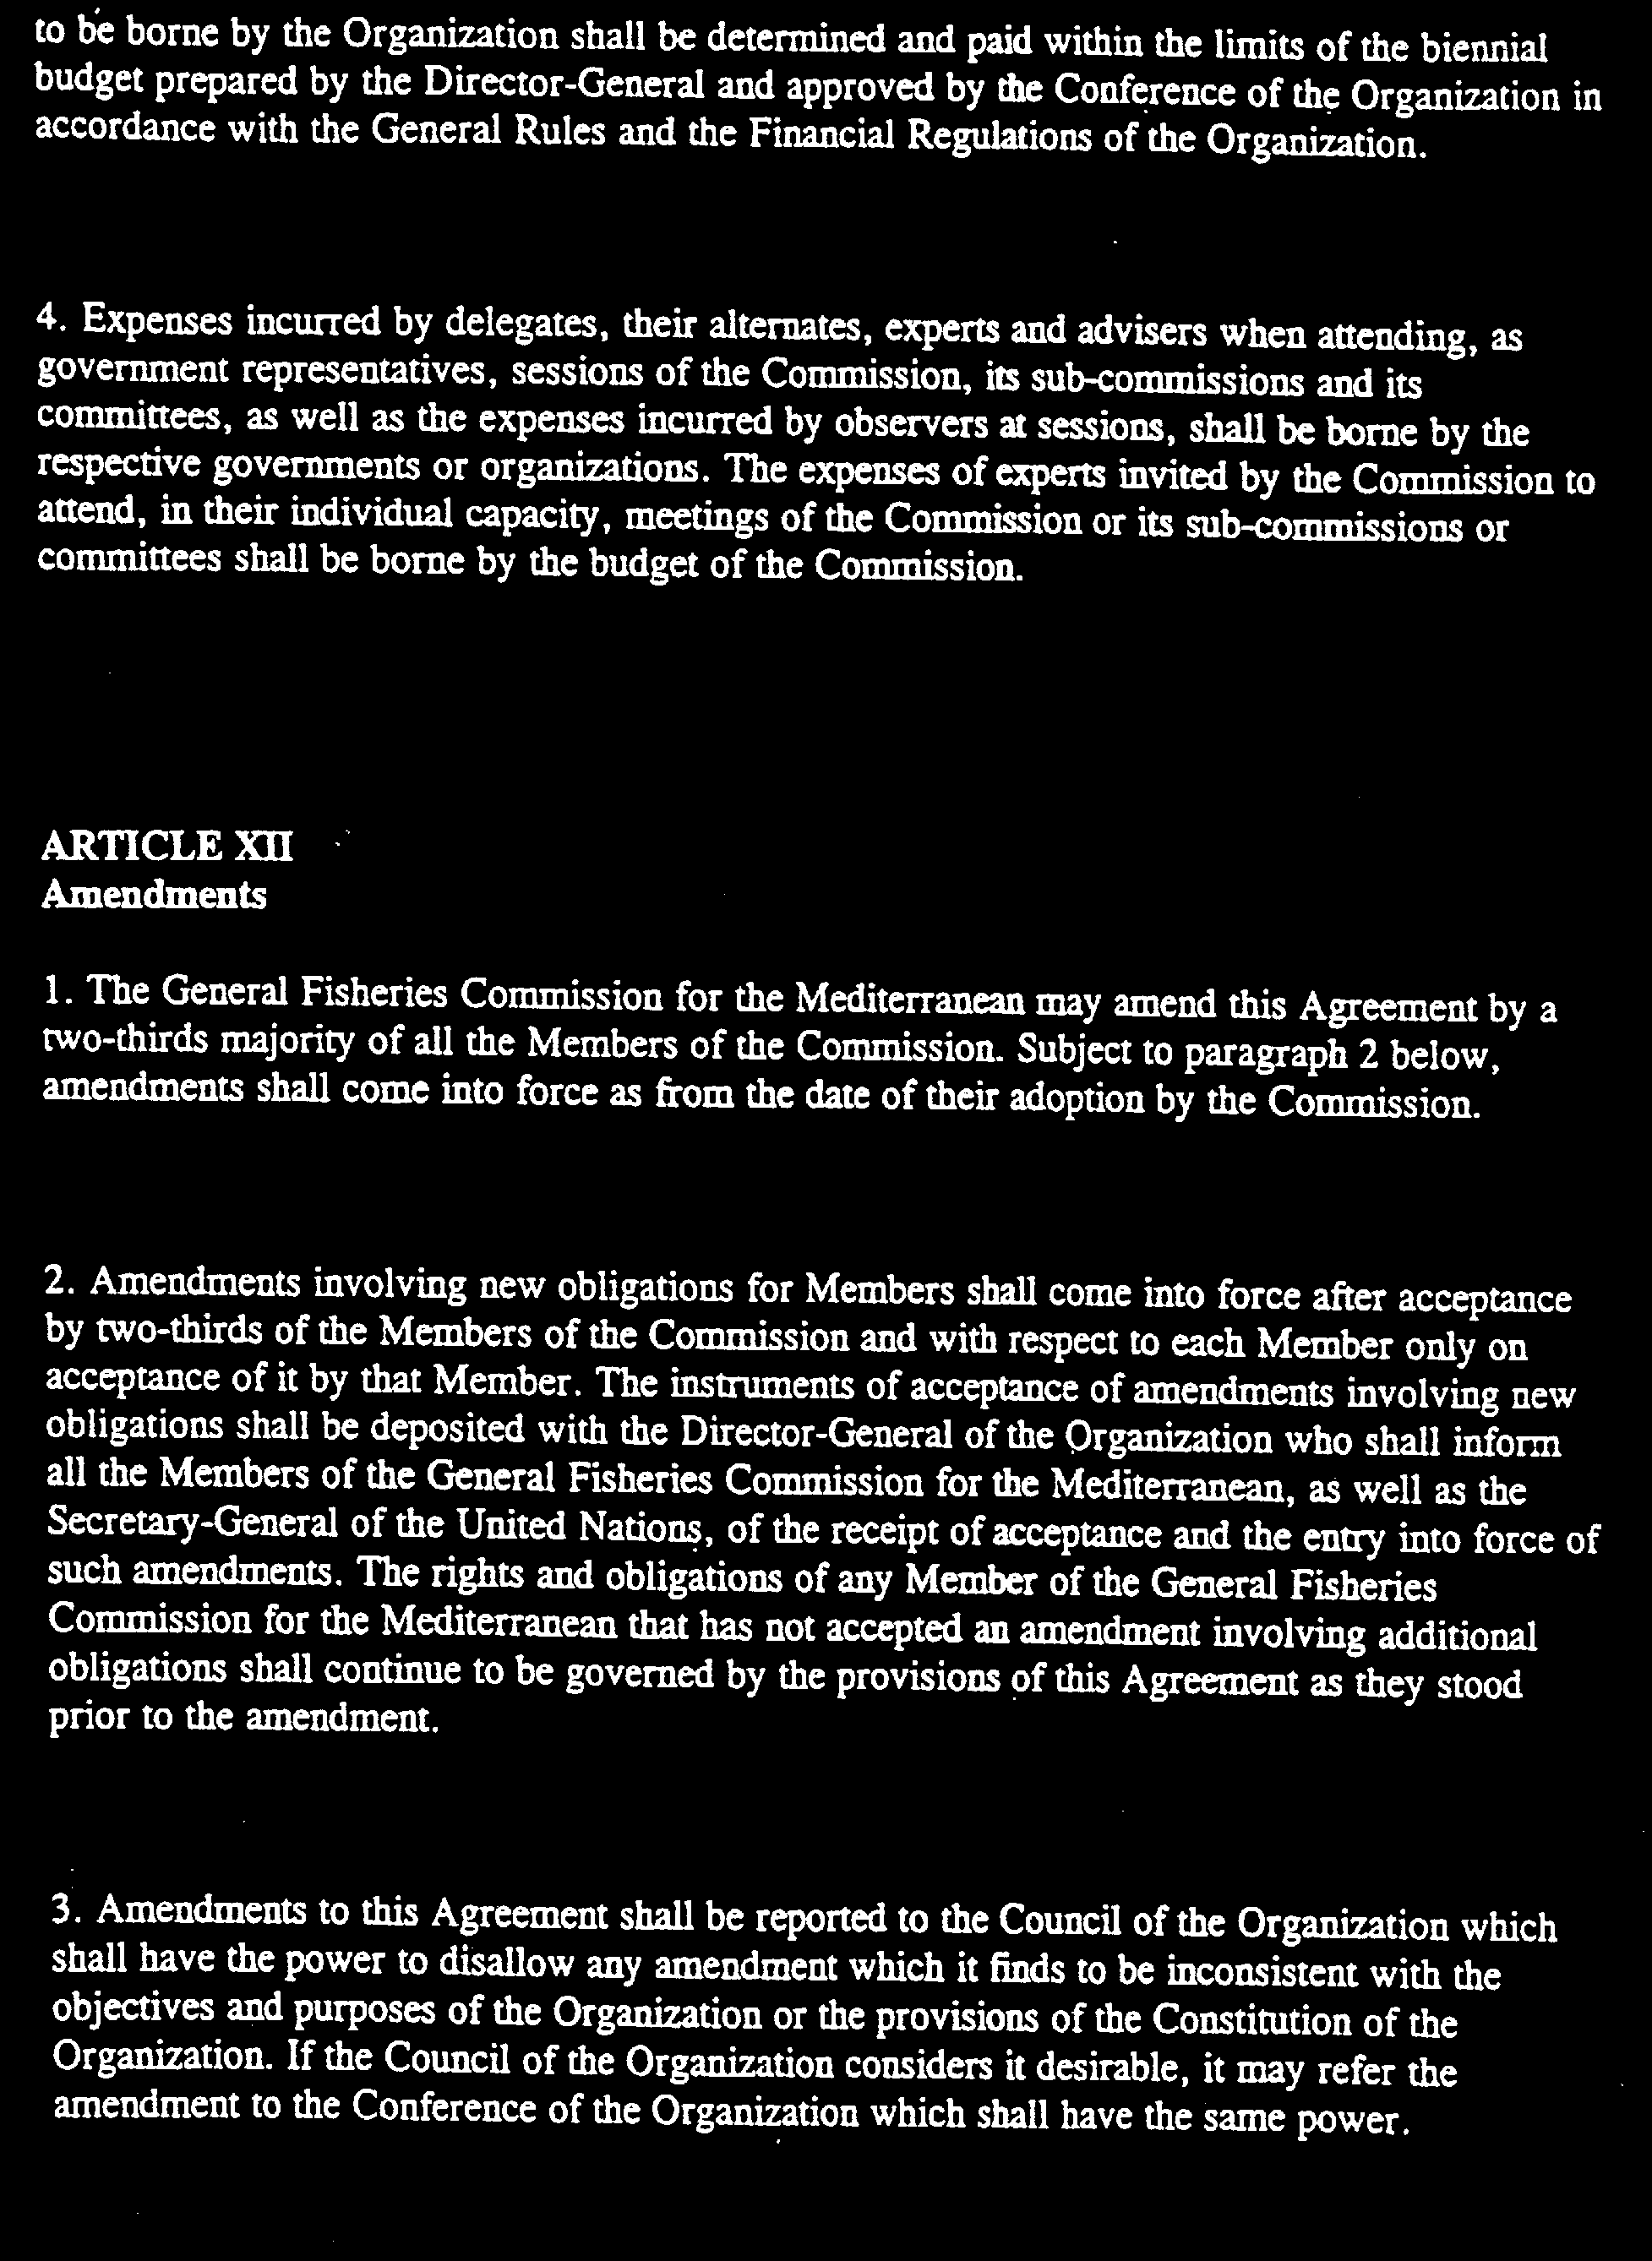 to be borne by the Organization shall be determined and paid within the limits of the biennial
budget prepared by the Director-General and approved by the Conference of the Organization in
accordance with the General Rules and the Financial Regulations of the Organization.
4. Expenses incurred by delegates, their alternates, experts and advisers when attending, as
government representatives, sessions of the Commission, its sub-commissions and its
committees, as well as the expenses incurred by observers at sessions, shall be borne by the
respective governments or organizations. The expenses of experts invited by the Commission to
attend, in their individual capacity, meetings of the Commission or its sub-commissions or
committees shall be borne by the budget of the Commission.
ARTICLE XII
Amendments
1. The General Fisheries Commission for the Mediterranean may amend this Agreement by a
two-thirds majority of all the Members of the Commission. Subject to paragraph 2 below,
amendments shall come into force as from the date of their adoption by the Commission.
2. Amendments involving new obligations for Members shall come into force after acceptance
by two-thirds of the Members of the Commission and with respect to each Member only on
acceptance of it by that Member. The instruments of acceptance of amendments involving new
obligations shall be deposited with the Director-General of the Organization who shall inform
all the Members of the General Fisheries Commission for the Mediterranean, as well as the
Secretary-General of the United Nations, of the receipt of acceptance and the entry into force of
such amendments. The rights and obligations of any Member of the General Fisheries
Commission for the Mediterranean that has not accepted an amendment involving additional
obligations shall continue to be governed by the provisions of this Agreement as they stood
prior to the amendment.
3. Amendments to this Agreement shall be reported to the Council of the Organization which
shall have the power to disallow any amendment which it finds to be inconsistent with the
objectives and purposes of the Organization or the provisions of the Constitution of the
Organization. If the Council of the Organization considers it desirable, it may refer the
amendment to the Conference of the Organization which shall have the same power.